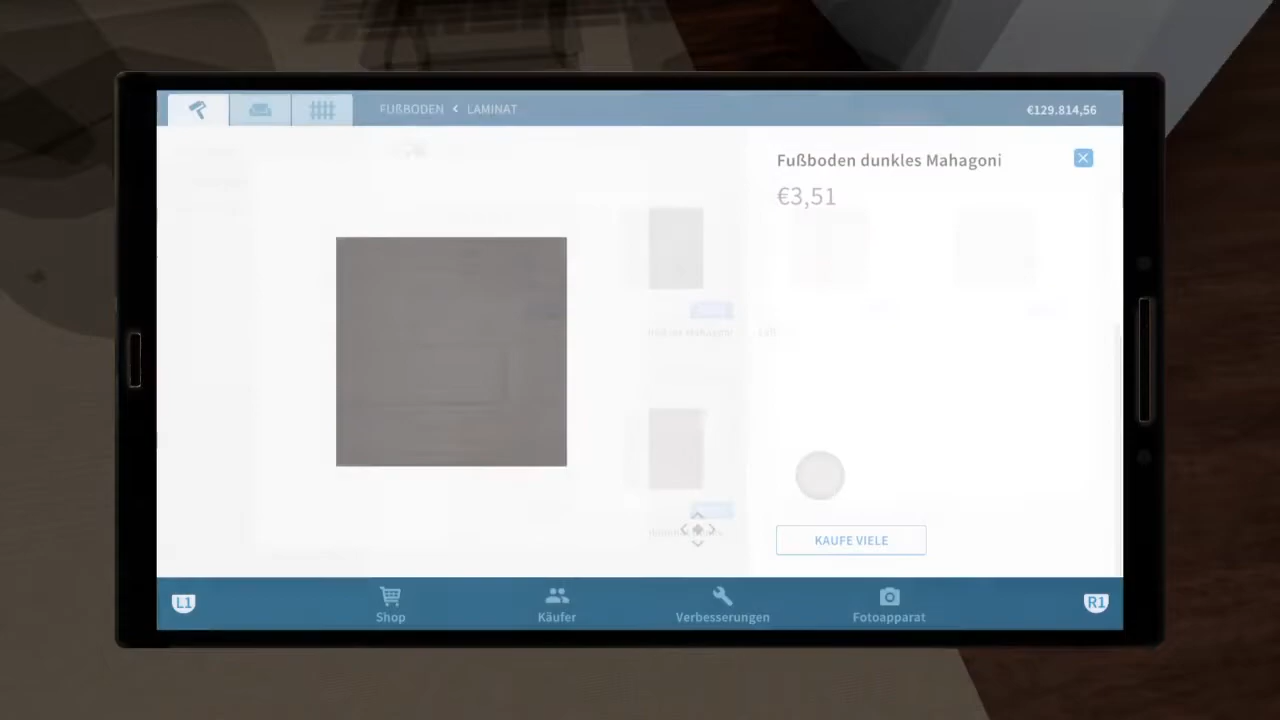 FUẞBODEN < LAMINAT
€129.814,56
Fußboden dunkles Mahagoni
€3,51
KAUFE VIELE
L1
Shop
Käufer
Verbesserungen
Fotoapparat
R1